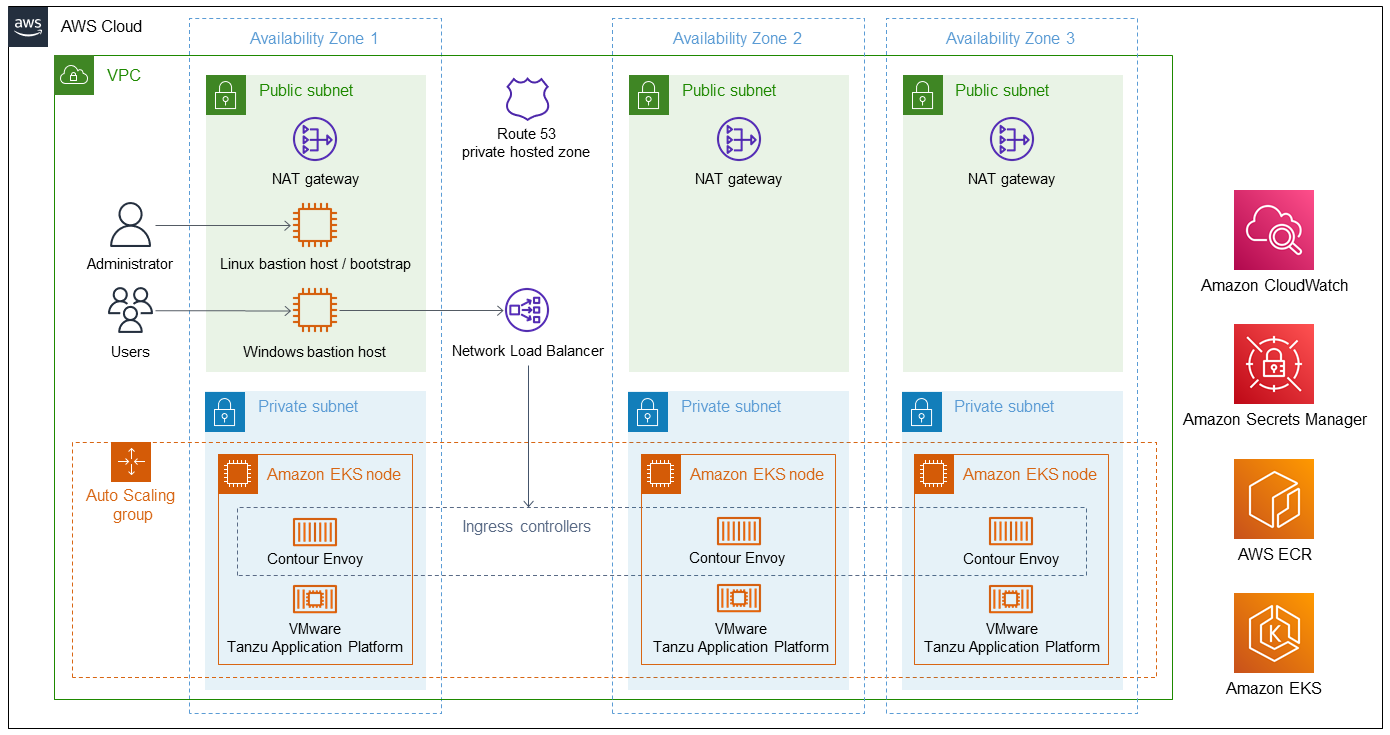 aws
AWS Cloud
Availability Zone 1
Availability Zone 2
Availability Zone 3
VPC
Public subnet
Public subnet
Public subnet
Route 53
private hosted zone
NAT gateway
NAT gateway
NAT gateway
Administrator
Linux bastion host / bootstrap
Users
Windows bastion host
Network Load Balancer
Private subnet
Private subnet
Private subnet
Auto Scaling
group
Amazon EKS node
Amazon EKS node
Amazon EKS node
Ingress controllers
Contour Envoy
Contour Envoy
Contour Envoy
VMware
Tanzu Application Platform
VMware
Tanzu Application Platform
VMware
Tanzu Application Platform
Amazon CloudWatch
Amazon Secrets Manager
AWS ECR
K
Amazon EKS